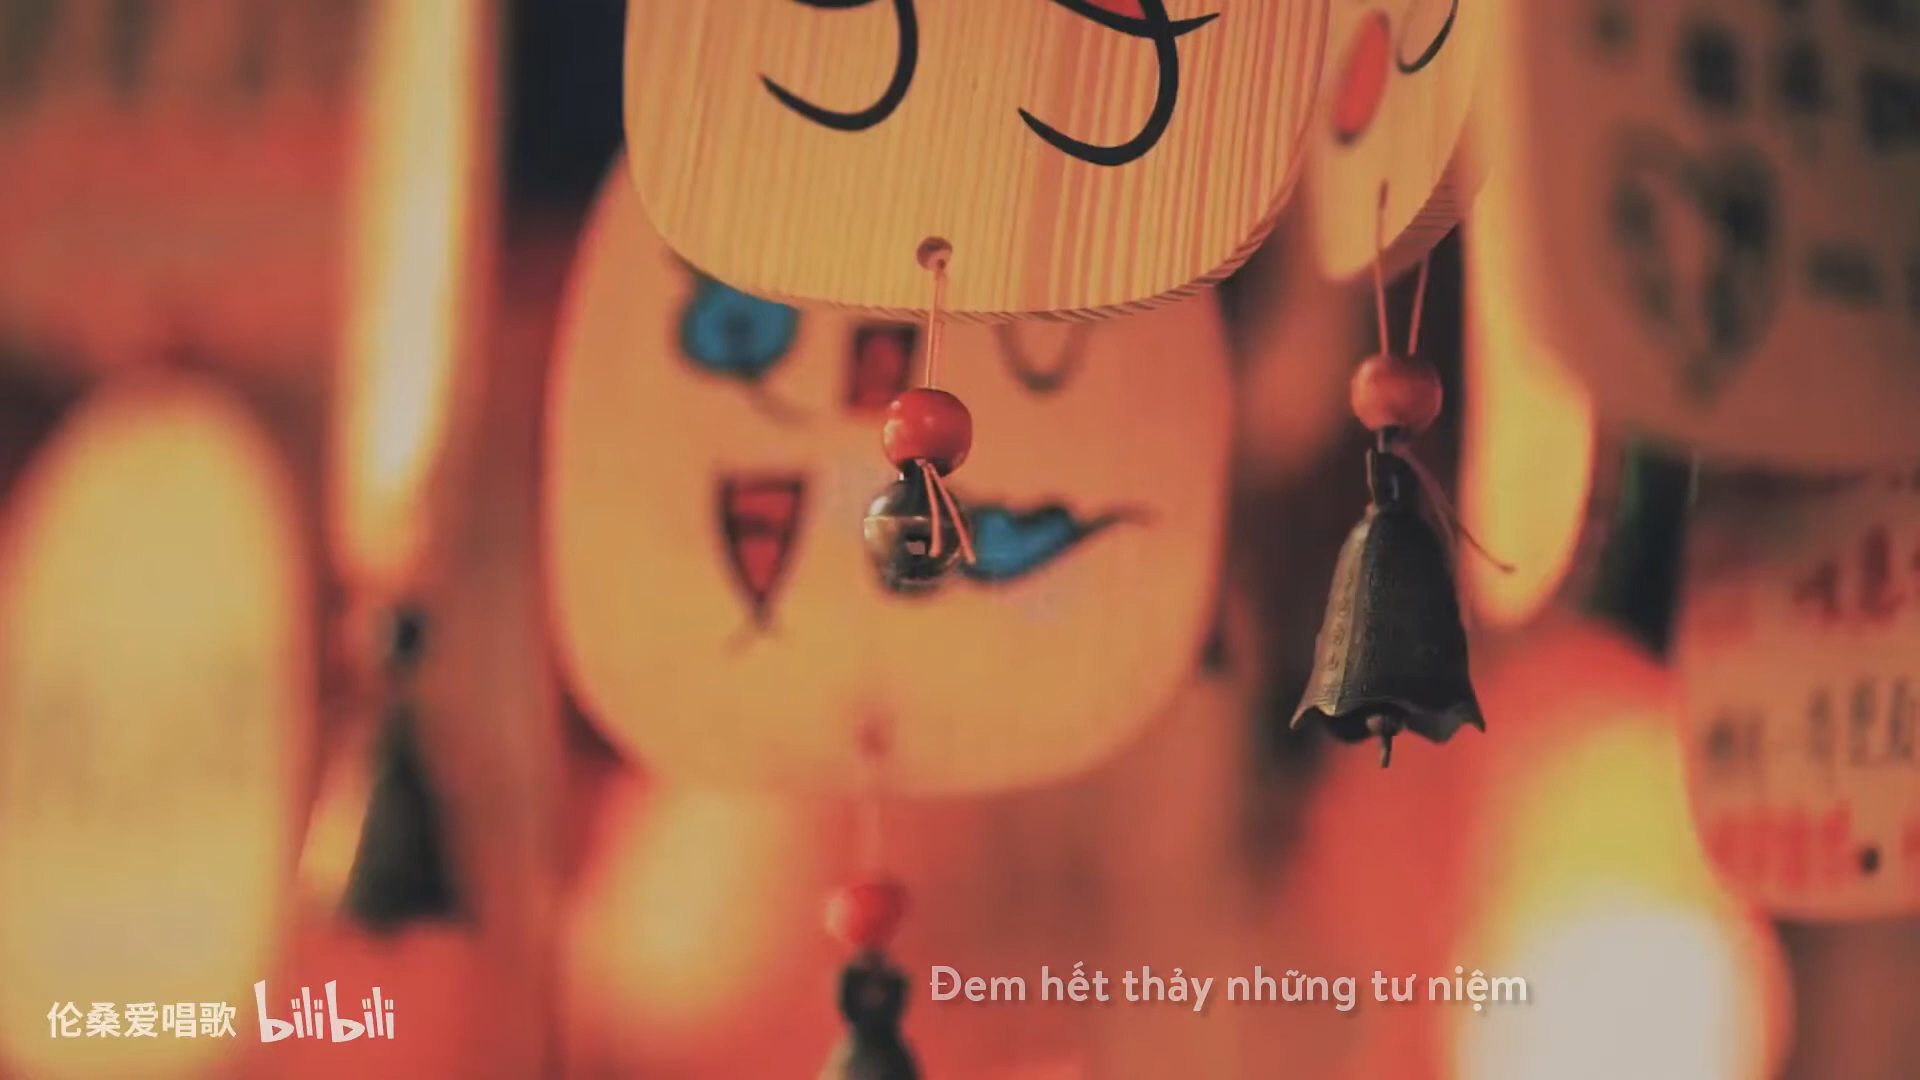 Đem hết thảy những tư niệm
伦桑爱唱歌 bilibili